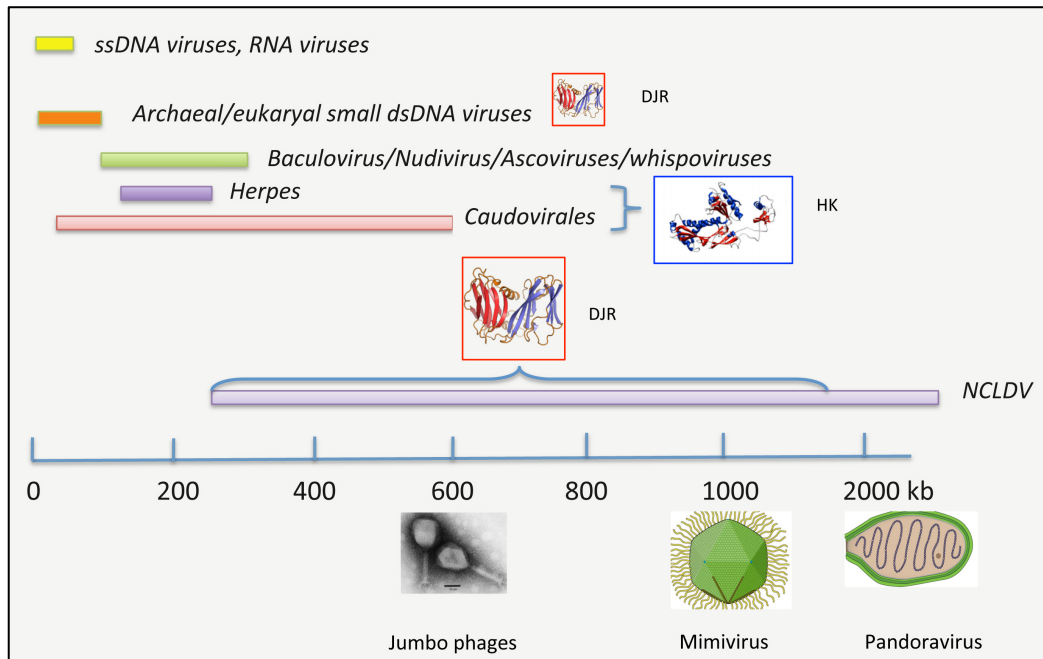 ssDNA viruses, RNA viruses
Archaeal/eukaryal small dsDNA viruses
DJR
Baculovirus/Nudivirus/Ascoviruses/whispoviruses
Herpes
HK
Caudovirales
DJR
NCLDV
0 200 400 600 800 1000 2000 kb
Jumbo phages Mimivirus Pandoravirus